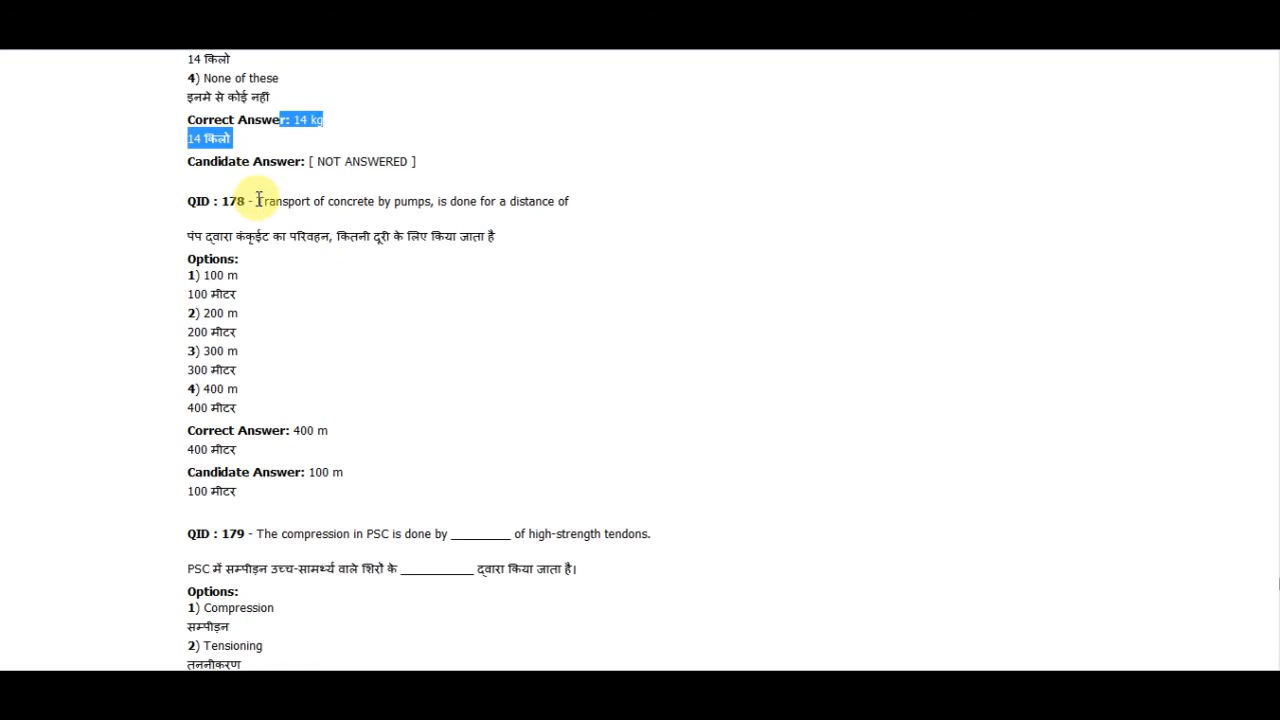 14 किलो
4) None of these
इनमे से कोई नहीं
Correct Answer: 14 kg
14 किलो
Candidate Answer: [ NOT ANSWERED ]
QID : 178 - Transport of concrete by pumps, is done for a distance of
पंप द्वारा कंकृईट का परिवहन, कितनी दूरी के लिए किया जाता है
Options:
1) 100 m
100 मीटर
2) 200 m
200 मीटर
3) 300 m
300 मीटर
4) 400 m
400 मीटर
Correct Answer: 400 m
400 मीटर
Candidate Answer: 100 m
100 मीटर
QID : 179 - The compression in PSC is done by __________ of high-strength tendons.
PSC में सम्पीड़न उच्च-सामर्थ्य वाले शिरों के ____________ द्वारा किया जाता है।
Options:
1) Compression
सम्पीड़न
2) Tensioning
तननीकरण